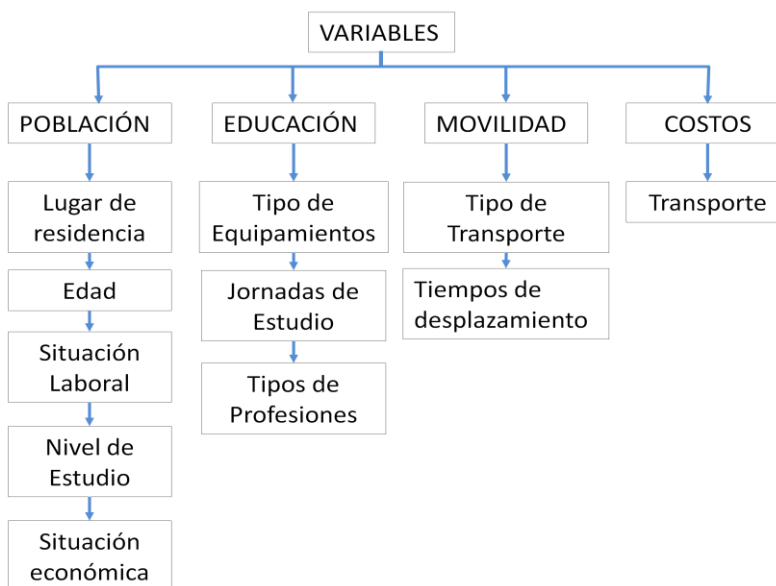 VARIABLES
POBLACIÓN
EDUCACIÓN
MOVILIDAD
COSTOS
Lugar de
residencia
Edad
Situación
Laboral
Nivel de
Estudio
Situación
económica
Tipo de
Equipamientos
Jornadas de
Estudio
Tipos de
Profesiones
Tipo de
Transporte
Tiempos de
desplazamiento
Transporte